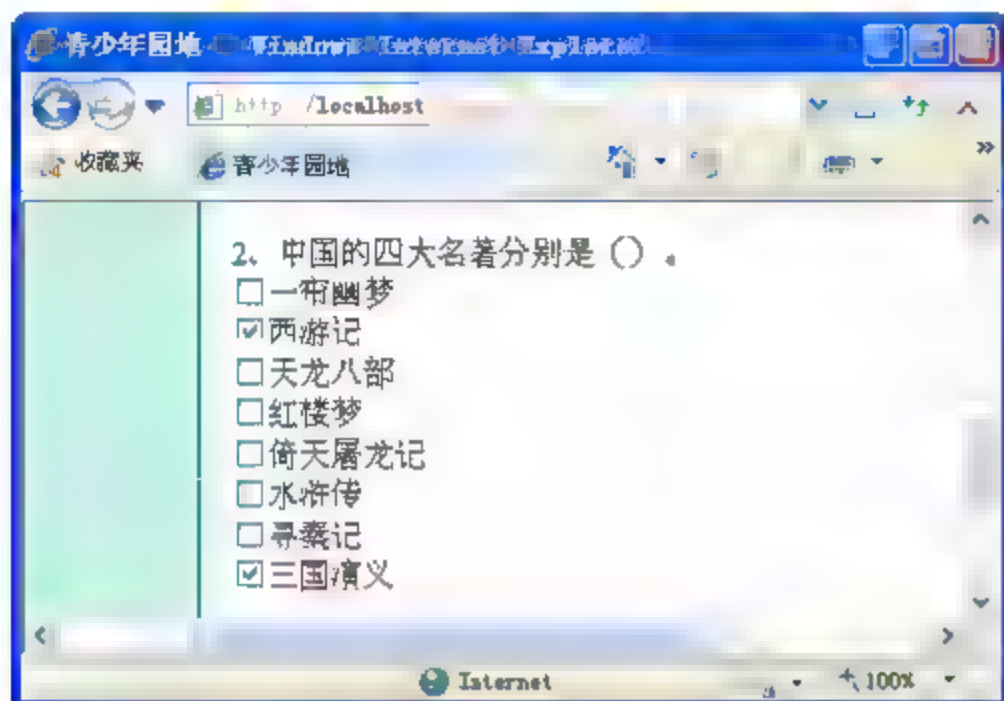 青少年园地 Windows Internet Explorer
http /localhost
收藏夹 青少年园地
2、中国的四大名著分别是（）。
一帘幽梦
西游记
天龙八部
红楼梦
倚天屠龙记
水浒传
寻秦记
三国演义
Internet 100%